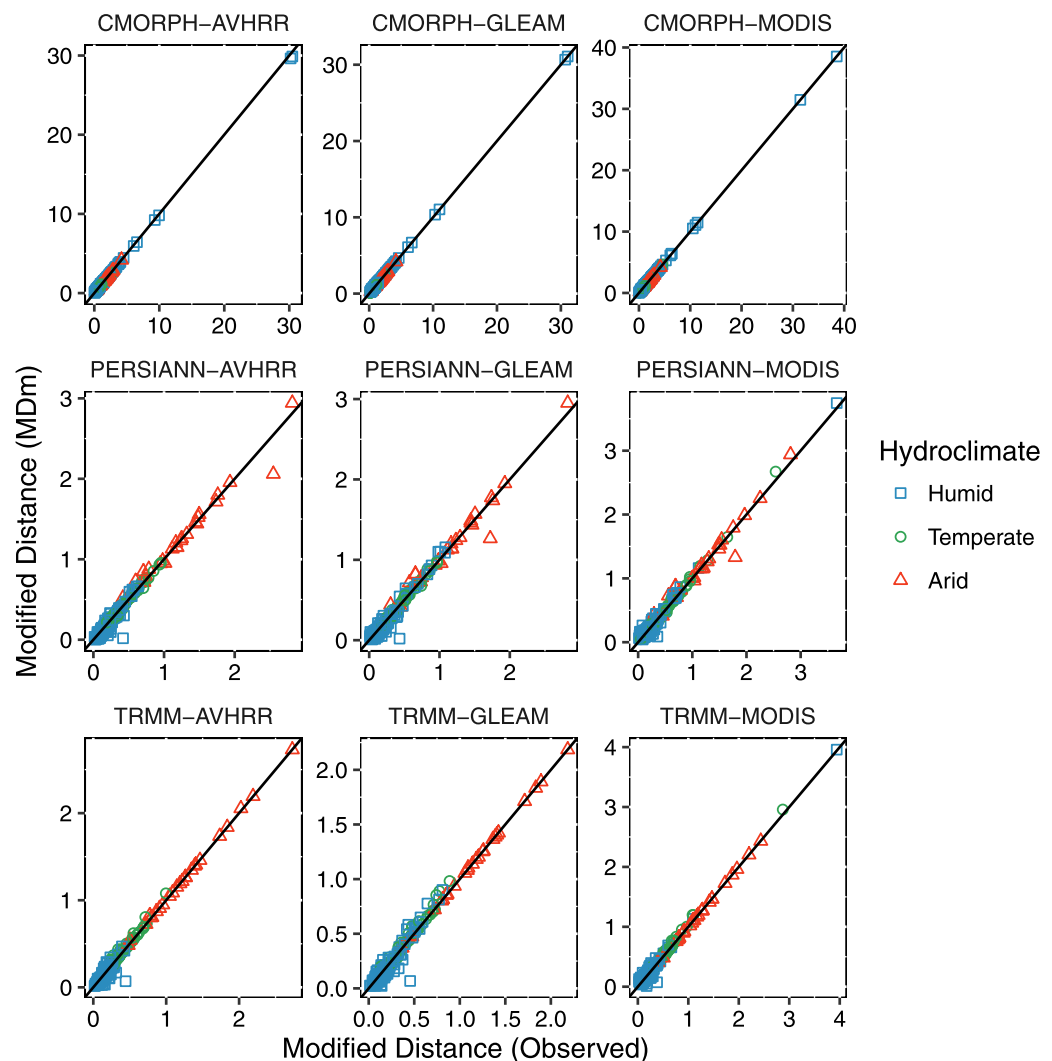 CMORPH−AVHRR CMORPH−GLEAM CMORPH−MODIS
30 30 40
20 20 30
10 10 20
0 0 10
0
0 10 20 30 0 10 20 30 0 10 20 30 40
PERSIANN−AVHRR PERSIANN−GLEAM PERSIANN−MODIS
3 3 3
2 2 2
1 1 1
0 0 0
0 1 2 0 1 2 0 1 2 3
Modified Distance (MDm)
TRMM−AVHRR TRMM−GLEAM TRMM−MODIS
2 2.0 4
1 1.5 3
0 1.0 2
0.5 1
0.0 0
0 1 2 0.0 0.5 1.0 1.5 2.0 0 1 2 3 4
Modified Distance (Observed)
Hydroclimate
Humid
Temperate
Arid